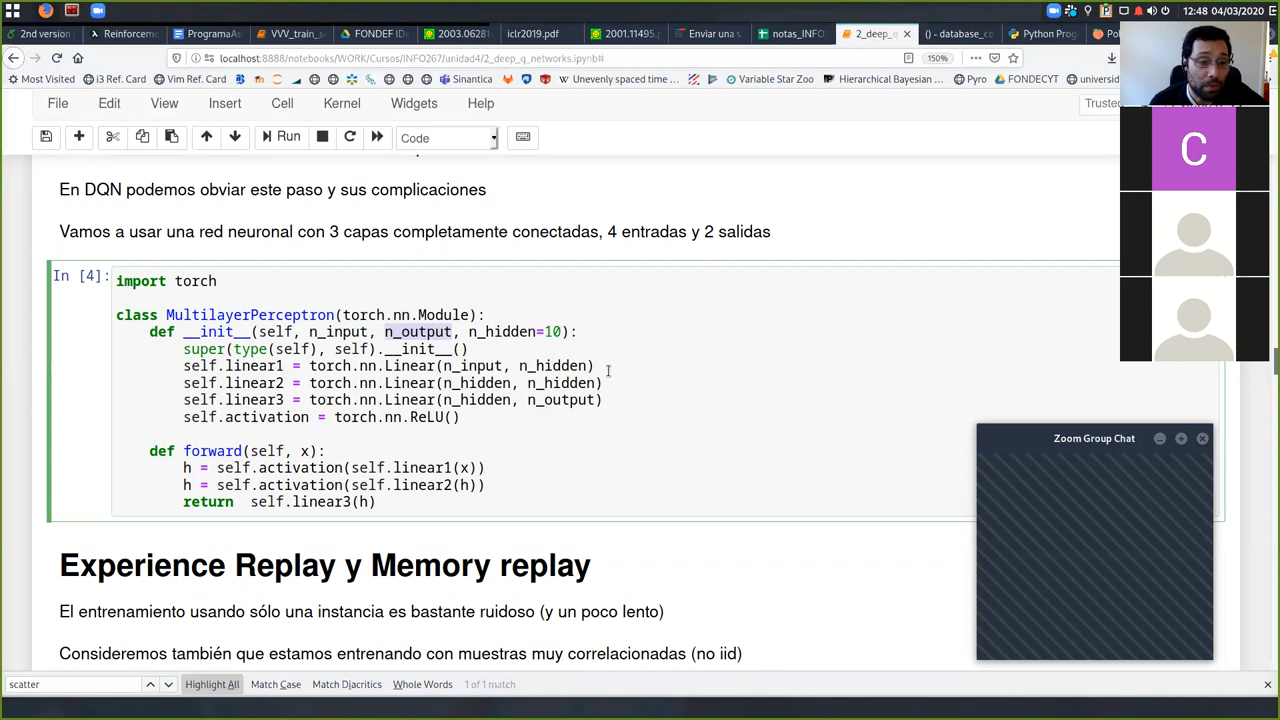 12:48 04/03/2020
2nd version
Reinforceme
ProgramaAs
VVV_train_s
FONDEF IDe
2003.06281
iclr2019.pdf
2001.11495.
Enviar una s
notas_INFO
2_deep_q_
() - database_co
Python Prog
Pol
localhost:8888/notebooks/WORK/Cursos/INFO267/unidad4/2_deep_q_networks.ipynb#
150%
Most Visited
i3 Ref. Card
Vim Ref. Card
Sinantica
Unevenly spaced time …
Variable Star Zoo
Hierarchical Bayesian …
Pyro
FONDECYT
universid
File Edit View Insert Cell Kernel Widgets Help
Trusted
Run
Code
En DQN podemos obviar este paso y sus complicaciones
Vamos a usar una red neuronal con 3 capas completamente conectadas, 4 entradas y 2 salidas
In [4]:
import torch
class MultilayerPerceptron(torch.nn.Module):
def __init__(self, n_input, n_output, n_hidden=10):
super(type(self), self).__init__()
self.linear1 = torch.nn.Linear(n_input, n_hidden)
self.linear2 = torch.nn.Linear(n_hidden, n_hidden)
self.linear3 = torch.nn.Linear(n_hidden, n_output)
self.activation = torch.nn.ReLU()
def forward(self, x):
h = self.activation(self.linear1(x))
h = self.activation(self.linear2(h))
return self.linear3(h)
Experience Replay y Memory replay
El entrenamiento usando sólo una instancia es bastante ruidoso (y un poco lento)
Consideremos también que estamos entrenando con muestras muy correlacionadas (no iid)
C
Zoom Group Chat
scatter
Highlight All
Match Case
Match Diacritics
Whole Words
1 of 1 match